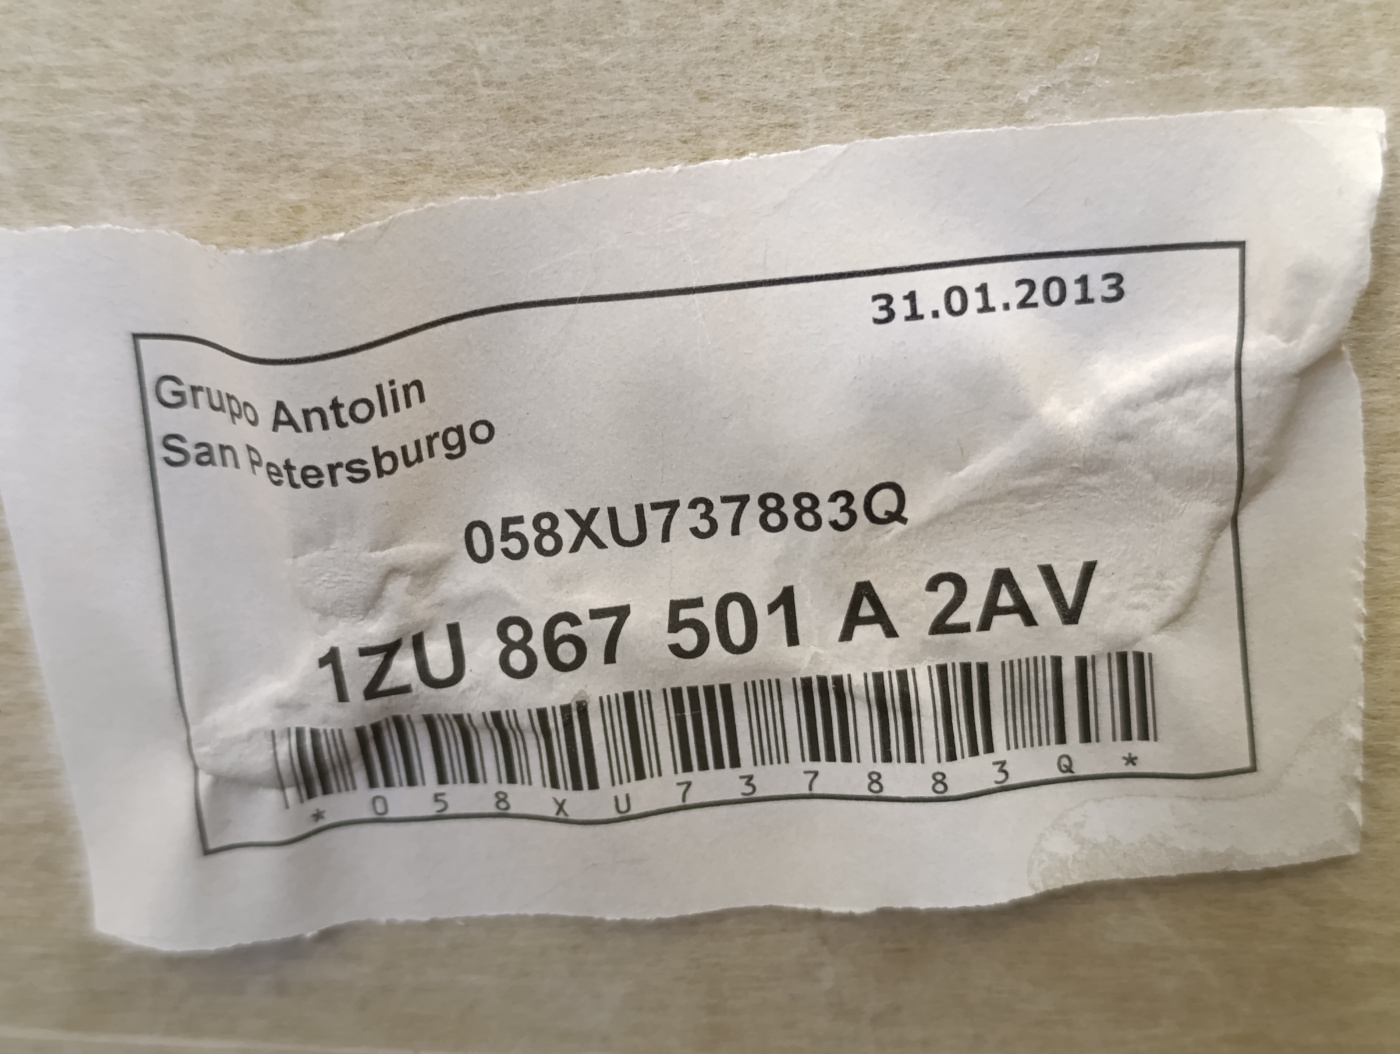 31.01.2013
Grupo Antolin
San Petersburgo
058XU737883Q
1ZU 867 501 A 2AV
*058XU737883Q*